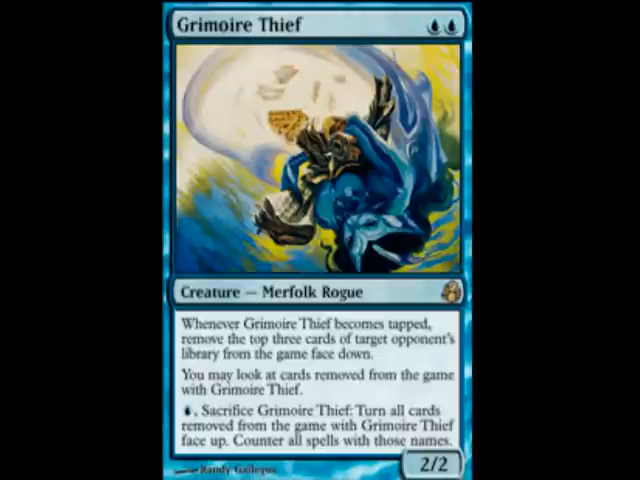 Grimoire Thief
Creature — Merfolk Rogue
Whenever Grimoire Thief becomes tapped,
remove the top three cards of target opponent's
library from the game face down.
You may look at cards removed from the game
with Grimoire Thief.
, Sacrifice Grimoire Thief: Turn all cards
removed from the game with Grimoire Thief
face up. Counter all spells with those names.
2/2
Randy Gallegos